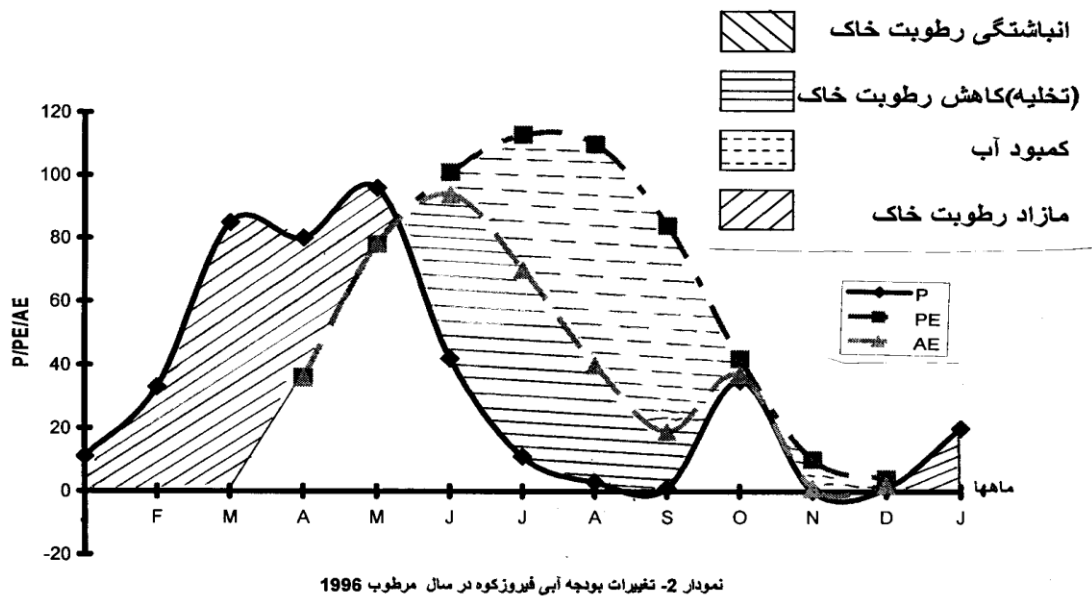 انباشتگی رطوبت خاک
(تخلیه)کاهش رطوبت خاک
کمبود آب
مازاد رطوبت خاک
P
PE
AE
P/PE/AE
120
100
80
60
40
20
0
-20
F
M
A
M
J
J
A
S
O
N
D
J
ماهها
نمودار 2- تغییرات بودجه آبی فیروزکوه در سال مرطوب 1996